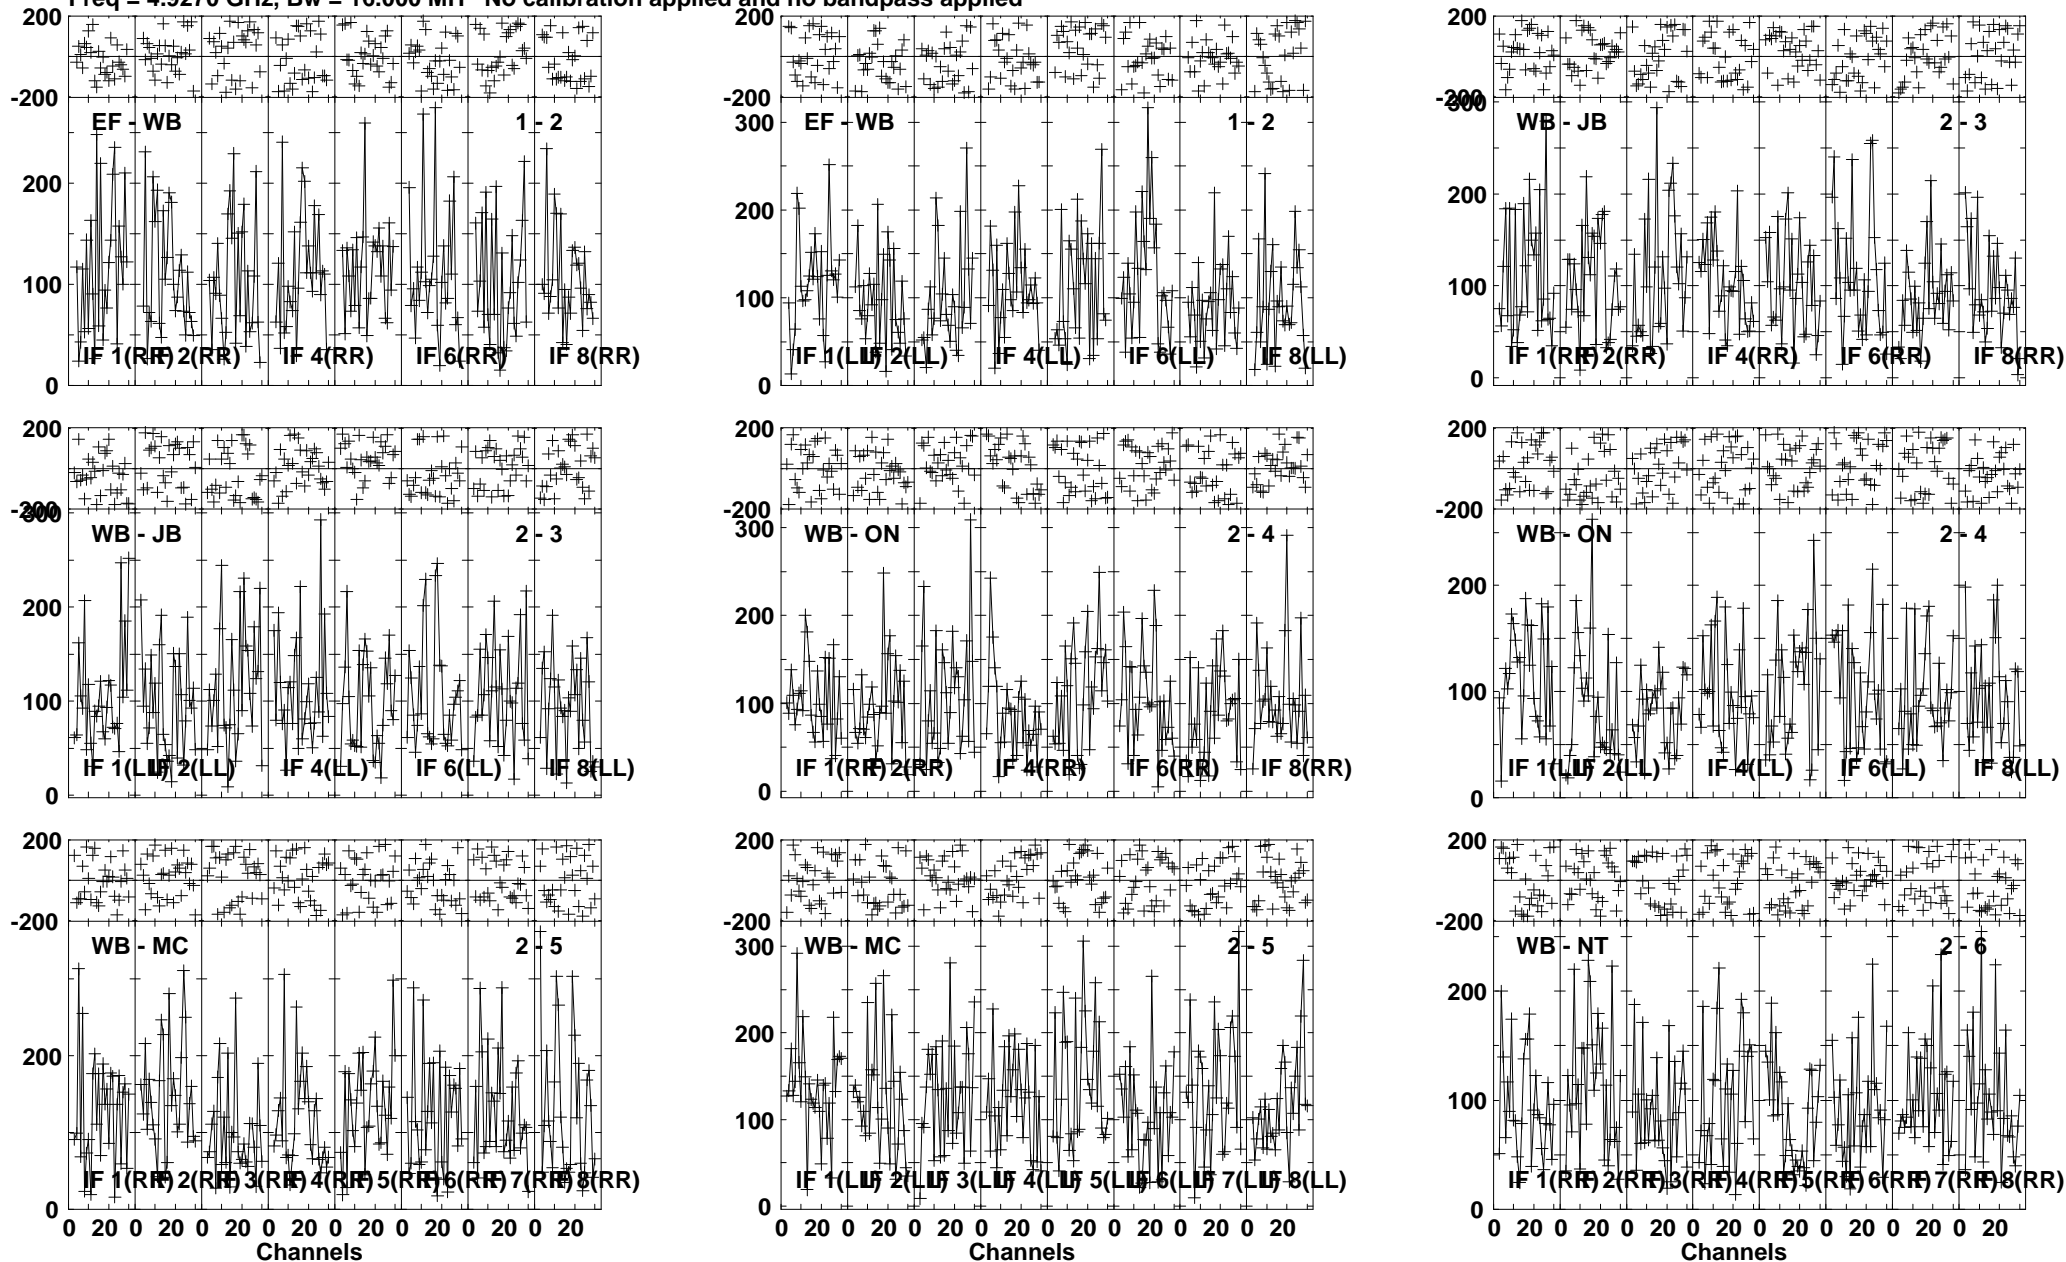 Freq = 4.9270 GHz, Bw = 16.000 MH No calibration applied and no bandpass applied
200 200 200
-200 -200 -200
300 300
EF - WB 1 - 2 EF - WB 1 - 2 WB - JB 2 - 3
200 200 200
100 100 100
IF 1(RR) IF 2(RR) IF 4(RR) IF 6(RR) IF 8(RR) IF 1(LL) IF 2(LL) IF 4(LL) IF 6(LL) IF 8(LL) IF 1(RR) IF 2(RR) IF 4(RR) IF 6(RR) IF 8(RR)
0 0 0
200 200 200
-200 -200 -200
300 300
WB - JB 2 - 3 WB - ON 2 - 4 WB - ON 2 - 4
200 200 200
100 100 100
IF 1(LL) IF 2(LL) IF 4(LL) IF 6(LL) IF 8(LL) IF 1(RR) IF 2(RR) IF 4(RR) IF 6(RR) IF 8(RR) IF 1(LL) IF 2(LL) IF 4(LL) IF 6(LL) IF 8(LL)
0 0 0
200 200 200
-200 -200 -200
WB - MC 2 - 5 WB - MC 2 - 5 WB - NT 2 - 6
300
200 200 200
100 100
IF 1(RR) IF 2(RR) IF 3(RR) IF 4(RR) IF 5(RR) IF 6(RR) IF 7(RR) IF 8(RR) IF 1(LL) IF 2(LL) IF 3(LL) IF 4(LL) IF 5(LL) IF 6(LL) IF 7(LL) IF 8(LL) IF 1(RR) IF 2(RR) IF 3(RR) IF 4(RR) IF 5(RR) IF 6(RR) IF 7(RR) IF 8(RR)
0 0 0
0 20 0 20 0 20 0 20 0 20 0 20 0 20 0 20 0 20 0 20 0 20 0 20 0 20 0 20 0 20 0 20 0 20 0 20 0 20 0 20 0 20 0 20 0 20 0 20
Channels Channels Channels